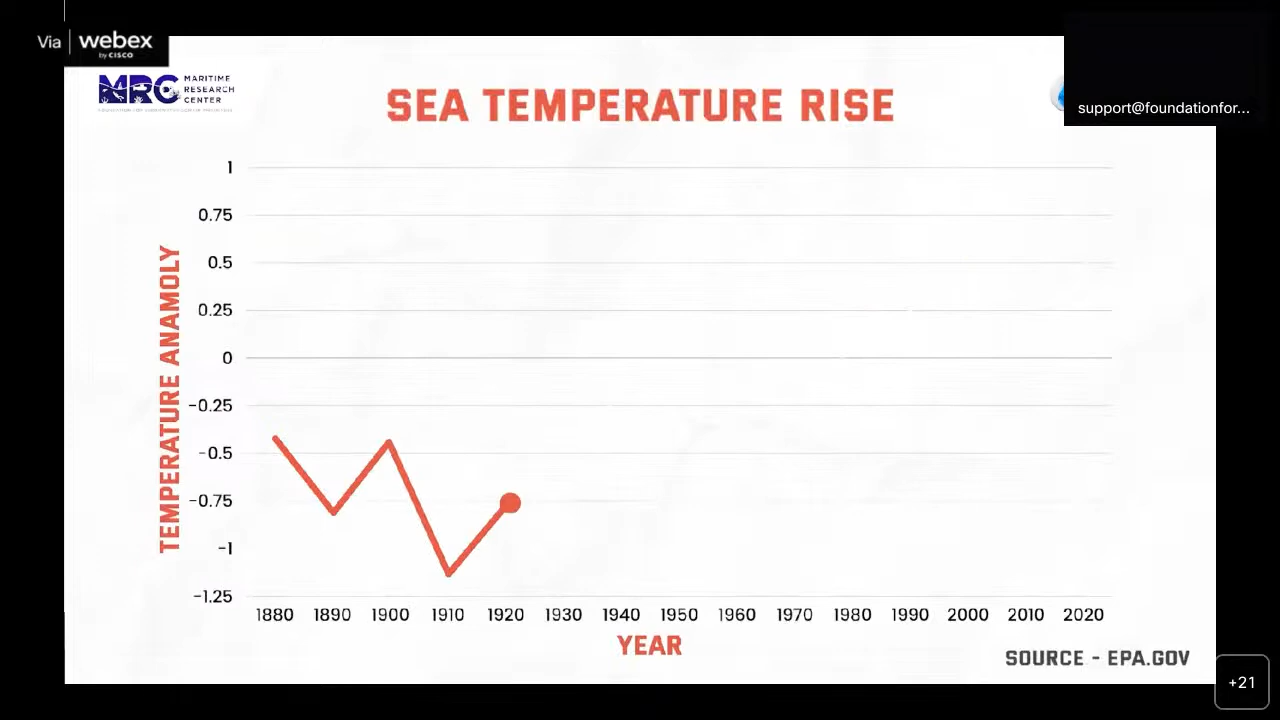 Via webex
by CISCO
MRC MARITIME
RESEARCH
CENTER
SEA TEMPERATURE RISE
support@foundationfor...
TEMPERATURE ANAMOLY
1
0.75
0.5
0.25
0
-0.25
-0.5
-0.75
-1
-1.25
1880 1890 1900 1910 1920 1930 1940 1950 1960 1970 1980 1990 2000 2010 2020
YEAR
SOURCE - EPA.GOV
+21